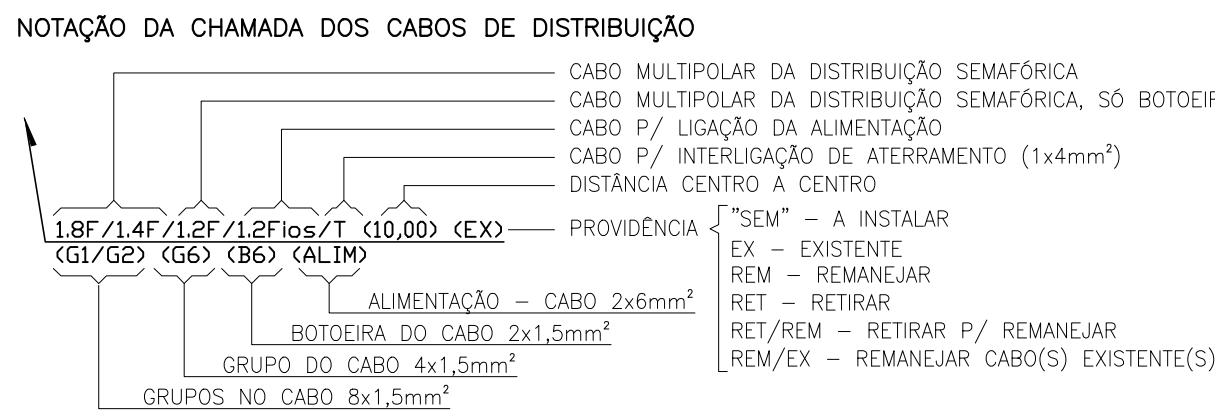 NOTAÇÃO DA CHAMADA DOS CABOS DE DISTRIBUIÇÃO
CABO MULTIPOLAR DA DISTRIBUIÇÃO SEMAFÓRICA
CABO MULTIPOLAR DA DISTRIBUIÇÃO SEMAFÓRICA, SÓ
CABO P/ LIGAÇÃO DA ALIMENTAÇÃO
CABO P/ INTERLIGAÇÃO DE ATERRAMENTO (1x4mm²)
DISTÂNCIA CENTRO A CENTRO
1.8F/1.4F/1.2F/1.2Fios/T (10,00) (EX)
PROVIDÊNCIA
(G1/G2) (G6) (B6) (ALIM)
"SEM" – A INSTALAR
EX – EXISTENTE
REM – REMANEJAR
RET – RETIRAR
RET/REM – RETIRAR P/ REMANEJAR
REM/EX – REMANEJAR CABO(S) EXISTENTE(S)
ALIMENTAÇÃO – CABO 2x6mm²
BOTOEIRA DO CABO 2x1,5mm²
GRUPO DO CABO 4x1,5mm²
GRUPOS NO CABO 8x1,5mm²